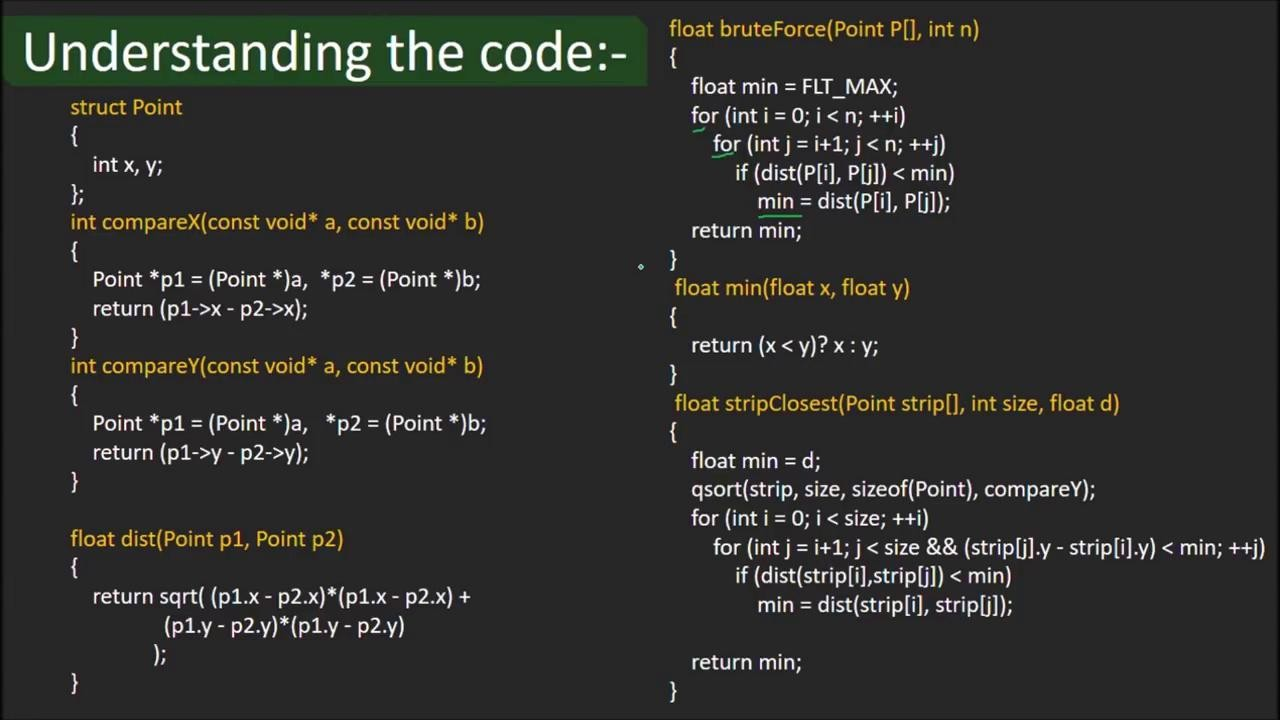 Understanding the code:-
struct Point
{
int x, y;
};
int compareX(const void* a, const void* b)
{
Point *p1 = (Point *)a, *p2 = (Point *)b;
return (p1->x - p2->x);
}
int compareY(const void* a, const void* b)
{
Point *p1 = (Point *)a, *p2 = (Point *)b;
return (p1->y - p2->y);
}
float dist(Point p1, Point p2)
{
return sqrt( (p1.x - p2.x)*(p1.x - p2.x) +
(p1.y - p2.y)*(p1.y - p2.y)
);
}
float bruteForce(Point P[], int n)
{
float min = FLT_MAX;
for (int i = 0; i < n; ++i)
for (int j = i+1; j < n; ++j)
if (dist(P[i], P[j]) < min)
min = dist(P[i], P[j]);
return min;
}
float min(float x, float y)
{
return (x < y)? x : y;
}
float stripClosest(Point strip[], int size, float d)
{
float min = d;
qsort(strip, size, sizeof(Point), compareY);
for (int i = 0; i < size; ++i)
for (int j = i+1; j < size && (strip[j].y - strip[i].y) < min; ++j)
if (dist(strip[i],strip[j]) < min)
min = dist(strip[i], strip[j]);
return min;
}